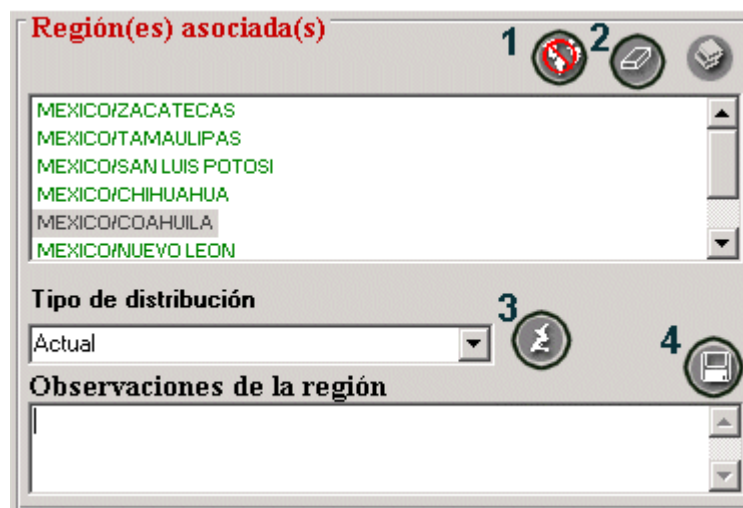 Región(es) asociada(s)
1
2
MEXICO/ZACATECAS
MEXICO/TAMAULIPAS
MEXICO/SAN LUIS POTOSI
MEXICO/CHIHUAHUA
MEXICO/COAHUILA
MEXICO/NUEVO LEON
Tipo de distribución
3
Actual
4
Observaciones de la región